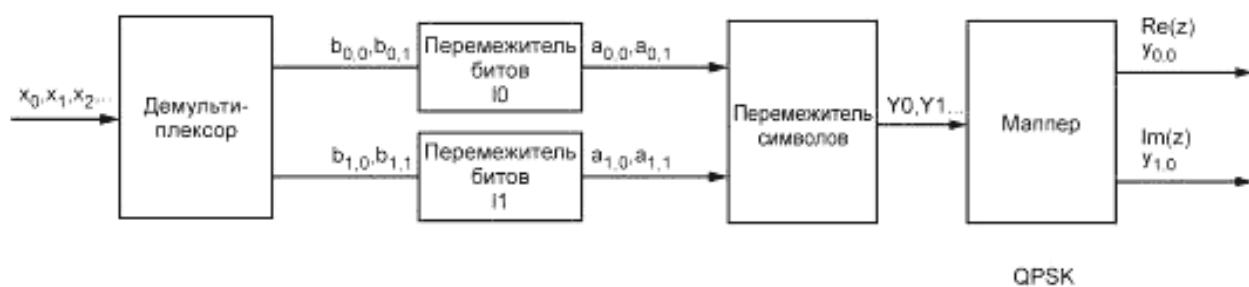 x₀,x₁,x₂...
Демульти-
плексор
b₀,₀,b₀,₁
Перемежитель
битов
I0
a₀,₀,a₀,₁
b₁,₀,b₁,₁
Перемежитель
битов
I1
a₁,₀,a₁,₁
Перемежитель
символов
Y0,Y1...
Маппер
Re(z)
y₀,₀
Im(z)
y₁,₀
QPSK